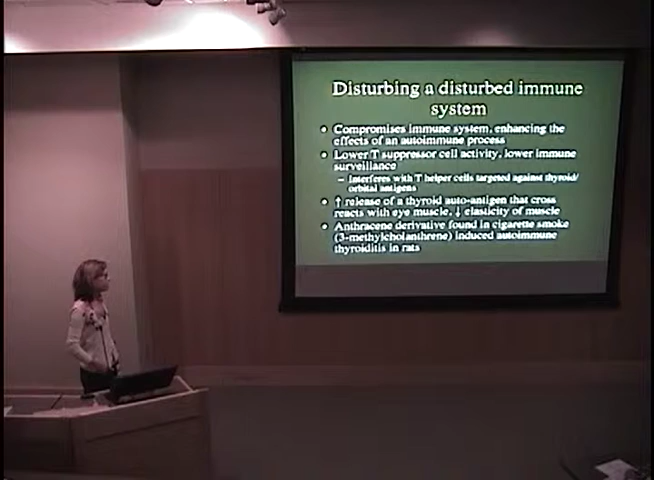 Disturbing a disturbed immune
system
• Compromises immune system, enhancing the
effects of an autoimmune process
• Lower T suppressor cell activity, lower immune
surveillance
– Interferes with T helper cells targeted against thyroid/
orbital antigens
• ↑ release of a thyroid auto-antigen that cross
reacts with eye muscle, ↓ elasticity of muscle
• Anthracene derivative found in cigarette smoke
(3-methylcholanthrene) induced autoimmune
thyroiditis in rats